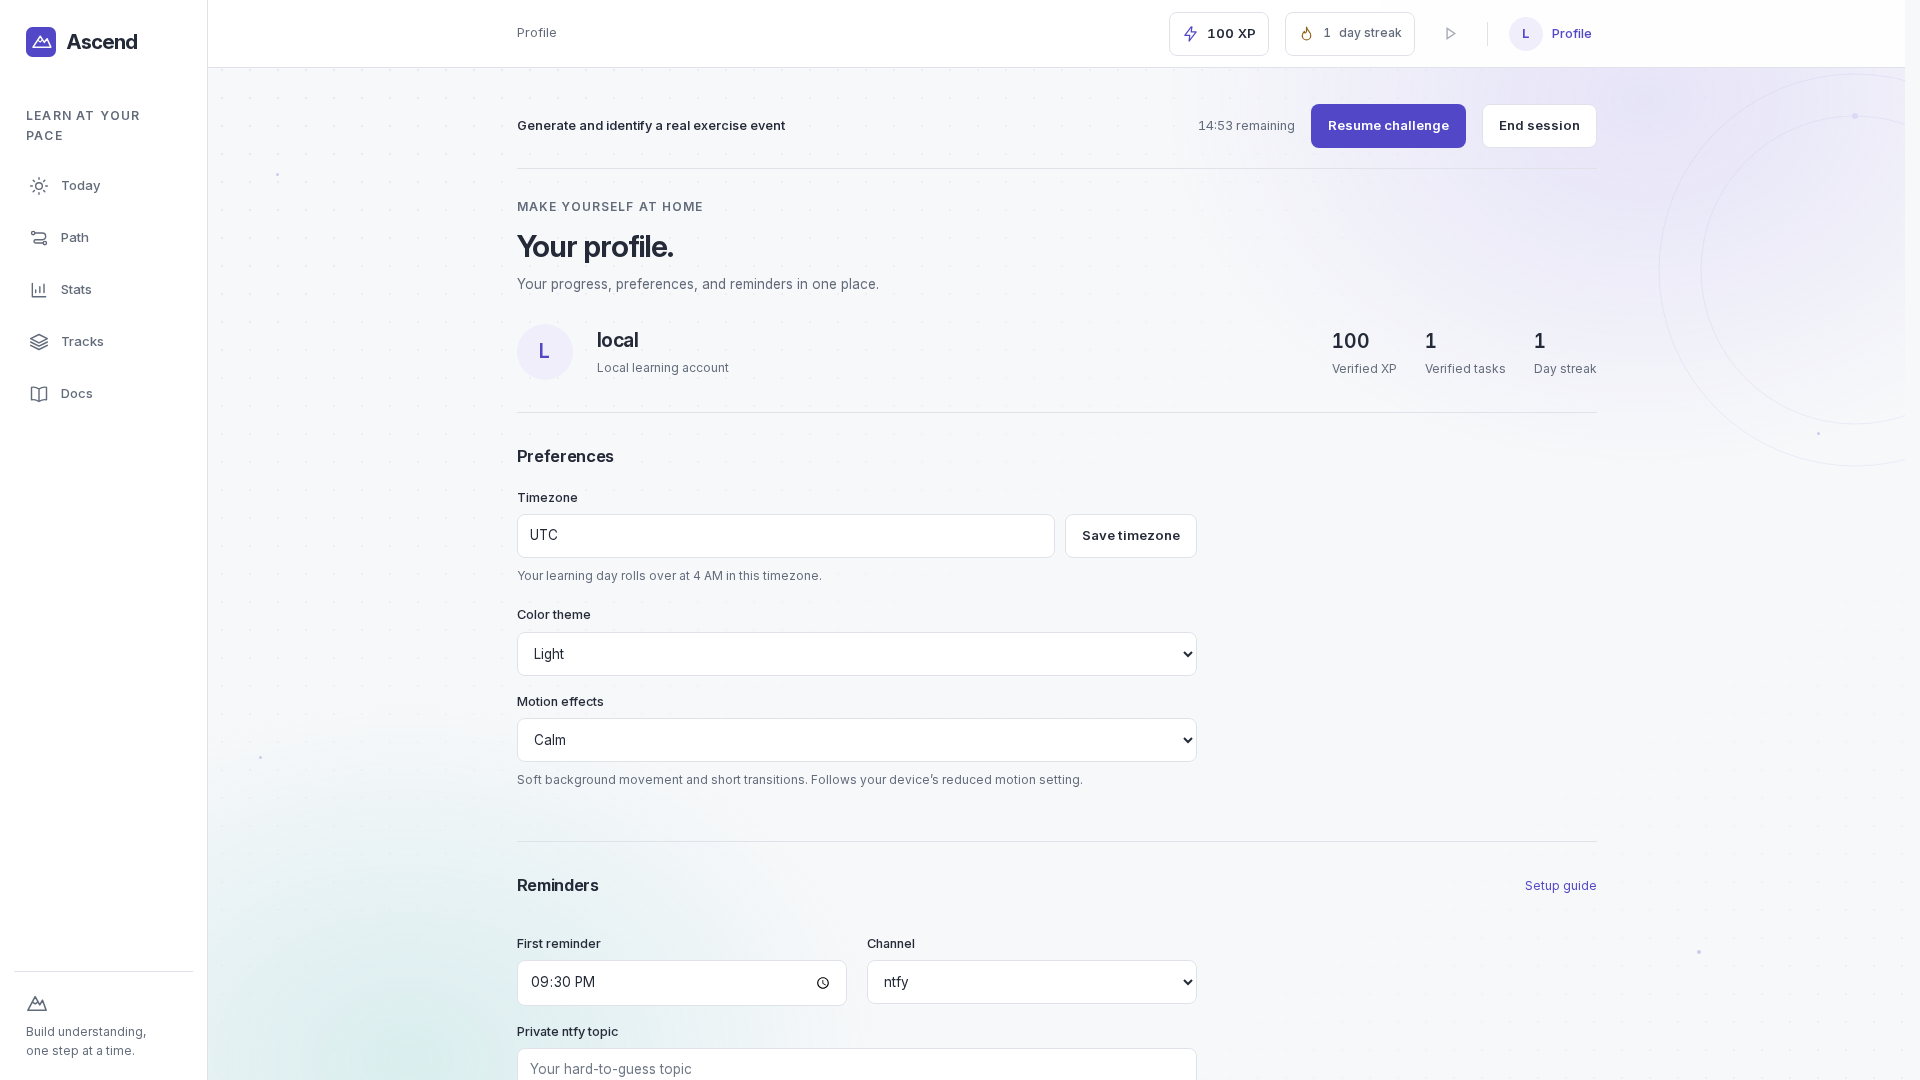 Ascend
LEARN AT YOUR
PACE
Today
Path
Stats
Tracks
Docs
Build understanding,
one step at a time.
Profile
100 XP
1 day streak
L
Profile
Generate and identify a real exercise event
14:53 remaining
Resume challenge
End session
MAKE YOURSELF AT HOME
Your profile.
Your progress, preferences, and reminders in one place.
L
local
Local learning account
100
Verified XP
1
Verified tasks
1
Day streak
Preferences
Timezone
UTC
Save timezone
Your learning day rolls over at 4 AM in this timezone.
Color theme
Light
Motion effects
Calm
Soft background movement and short transitions. Follows your device’s reduced motion setting.
Reminders
Setup guide
First reminder
09:30 PM
Channel
ntfy
Private ntfy topic
Your hard-to-guess topic